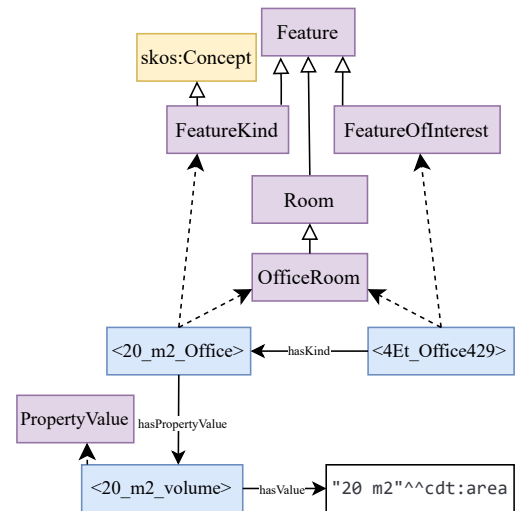 Feature
skos:Concept
FeatureKind
FeatureOfInterest
Room
OfficeRoom
<20_m2_Office>
hasKind
<4Et_Office429>
PropertyValue
hasPropertyValue
<20_m2_volume>
hasValue
"20 m2"^^cdt:area